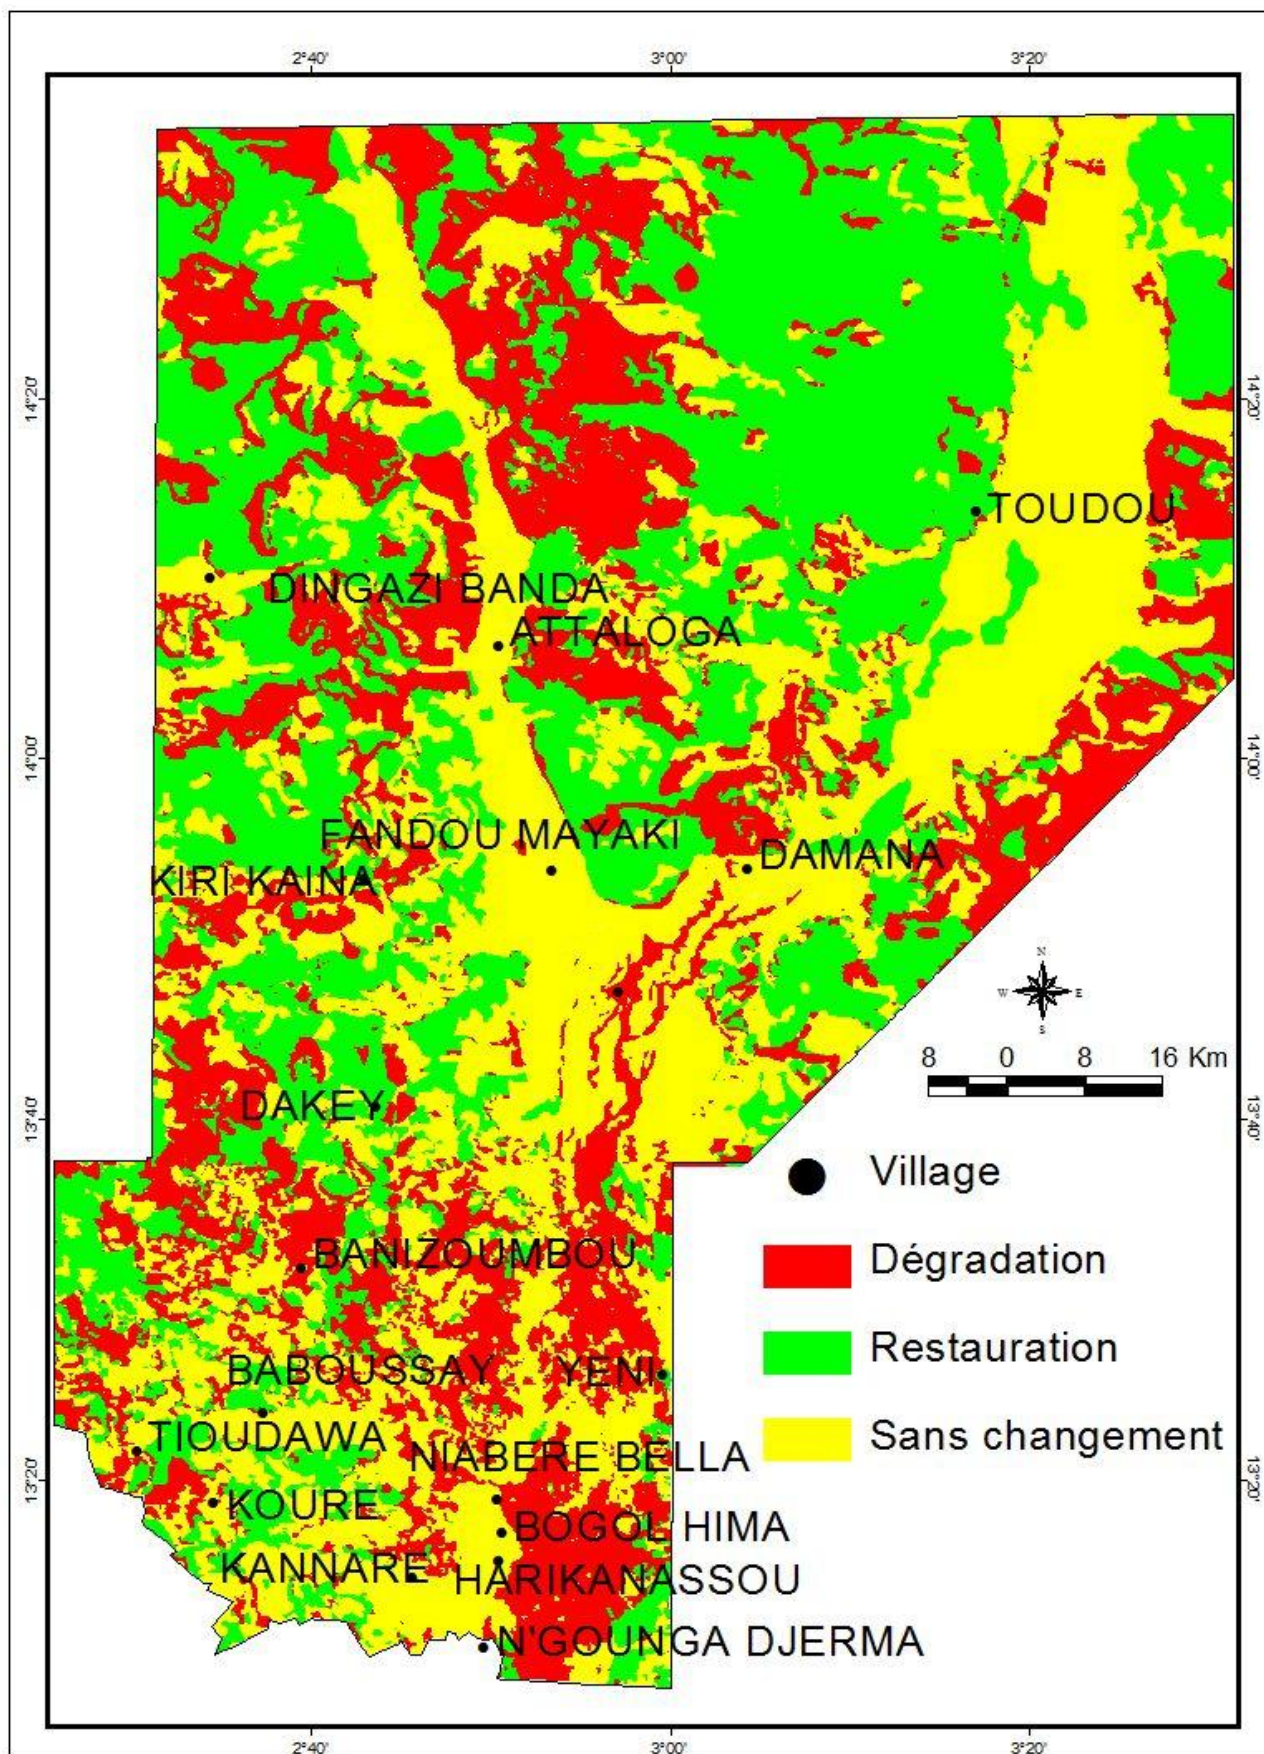 2°40' 3°00' 3°20'
14°20' 14°20'
TOUDOU
DINGAZI BANDA
ATTALOGA
14°00' 14°00'
FANDOU MAYAKI
DAMANA
KIRI KAINA
N
W E
S
8 0 8 16 Km
DAKEY
13°40' 13°40'
Village
Dégradation
BANIZOUMBOU
Restauration
BABOUSSAY YENI
Sans changement
TIOUDAWA
NIABERE BELLA
13°20' 13°20'
KOURE
BOGOL HIMA
KANNARE
HARIKANASSOU
N'GOUNGA DJERMA
2°40' 3°00' 3°20'